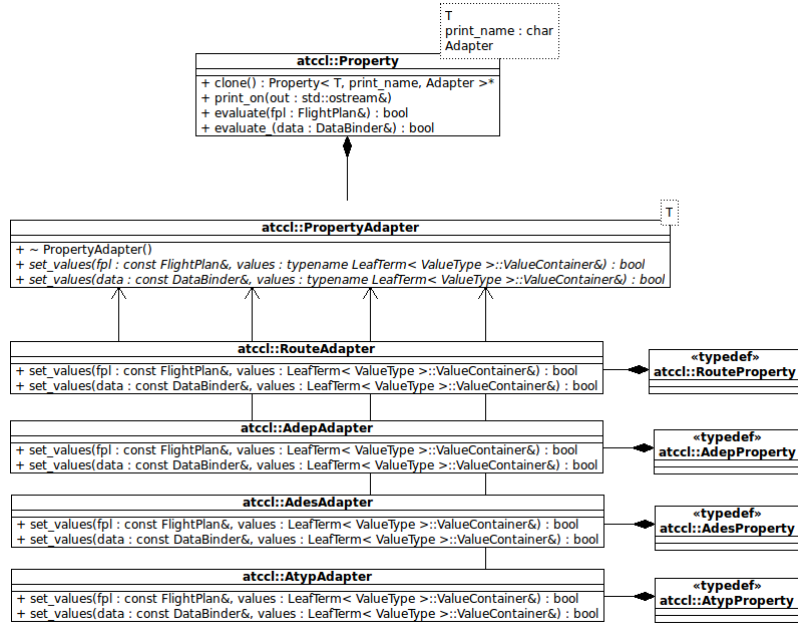 T
print_name : char
Adapter
atccl::Property
+ clone() : Property< T, print_name, Adapter >*
+ print_on(out : std::ostream&)
+ evaluate(fpl : FlightPlan&) : bool
+ evaluate_(data : DataBinder&) : bool
T
atccl::PropertyAdapter
+ ~ PropertyAdapter()
+ set_values(fpl : const FlightPlan&, values : typename LeafTerm< ValueType >::ValueContainer&) : bool
+ set_values(data : const DataBinder&, values : typename LeafTerm< ValueType >::ValueContainer&) : bool
atccl::RouteAdapter
+ set_values(fpl : const FlightPlan&, values : LeafTerm< ValueType >::ValueContainer&) : bool
+ set_values(data : const DataBinder&, values : LeafTerm< ValueType >::ValueContainer&) : bool
«typedef»
atccl::RouteProperty
atccl::AdepAdapter
+ set_values(fpl : const FlightPlan&, values : LeafTerm< ValueType >::ValueContainer&) : bool
+ set_values(data : const DataBinder&, values : LeafTerm< ValueType >::ValueContainer&) : bool
«typedef»
atccl::AdepProperty
atccl::AdesAdapter
+ set_values(fpl : const FlightPlan&, values : LeafTerm< ValueType >::ValueContainer&) : bool
+ set_values(data : const DataBinder&, values : LeafTerm< ValueType >::ValueContainer&) : bool
«typedef»
atccl::AdesProperty
atccl::AtypAdapter
+ set_values(fpl : const FlightPlan&, values : LeafTerm< ValueType >::ValueContainer&) : bool
+ set_values(data : const DataBinder&, values : LeafTerm< ValueType >::ValueContainer&) : bool
«typedef»
atccl::AtypProperty